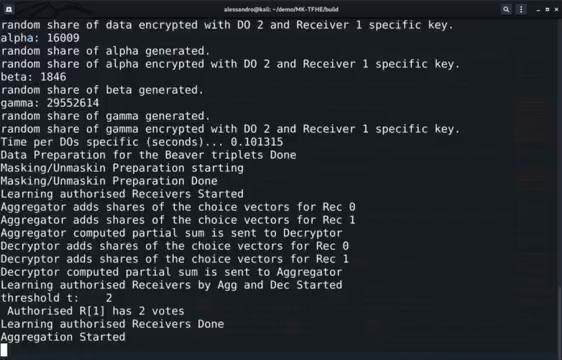 alessandro@kali: ~/demo/MK-TFHE/build
random share of data encrypted with DO 2 and Receiver 1 specific key.
alpha: 16009
random share of alpha generated.
random share of alpha encrypted with DO 2 and Receiver 1 specific key.
beta: 1846
random share of beta generated.
gamma: 29552614
random share of gamma generated.
random share of gamma encrypted with DO 2 and Receiver 1 specific key.
Time per DOs specific (seconds)... 0.101315
Data Preparation for the Beaver triplets Done
Masking/Unmaskin Preparation starting
Masking/Unmaskin Preparation Done
Learning authorised Receivers Started
Aggregator adds shares of the choice vectors for Rec 0
Aggregator adds shares of the choice vectors for Rec 1
Aggregator computed partial sum is sent to Decryptor
Decryptor adds shares of the choice vectors for Rec 0
Decryptor adds shares of the choice vectors for Rec 1
Decryptor computed partial sum is sent to Aggregator
Learning authorised Receivers by Agg and Dec Started
threshold t:    2
 Authorised R[1] has 2 votes
Learning authorised Receivers Done
Aggregation Started